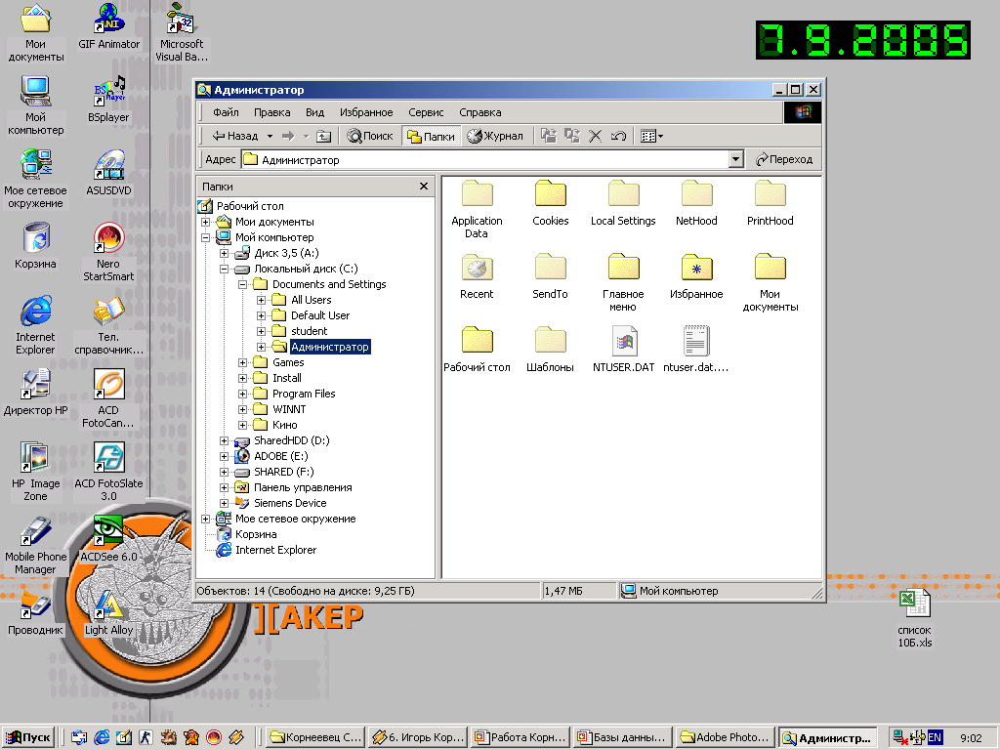 Мои
документы
GIF Animator
Microsoft
Visual Ba...
7.9.2005
Мой
компьютер
BSplayer
Мое сетевое
окружение
ASUSDVD
Корзина
Nero
StartSmart
Internet
Explorer
Тел.
справочник...
Директор HP
ACD
FotoCan...
HP Image
Zone
ACD FotoSlate
3.0
Mobile Phone
Manager
ACDSee 6.0
Проводник
Light Alloy
Администратор
Файл Правка Вид Избранное Сервис Справка
Назад Поиск Папки Журнал
Адрес Администратор Переход
Папки
Рабочий стол
Мои документы
Мой компьютер
Диск 3,5 (A:)
Локальный диск (C:)
Documents and Settings
All Users
Default User
student
Администратор
Games
Install
Program Files
WINNT
Кино
SharedHDD (D:)
ADOBE (E:)
SHARED (F:)
Панель управления
Siemens Device
Мое сетевое окружение
Корзина
Internet Explorer
Application
Data
Cookies
Local Settings
NetHood
PrintHood
Recent
SendTo
Главное
меню
Избранное
Мои
документы
Рабочий стол
Шаблоны
NTUSER.DAT
ntuser.dat....
Объектов: 14 (Свободно на диске: 9,25 ГБ)
1,47 МБ
Мой компьютер
][АКЕР
список
10Б.xls
Пуск
Корнеевец С...
6. Игорь Кор...
Работа Корн...
Базы данны...
Adobe Photo...
Администр...
EN
9:02